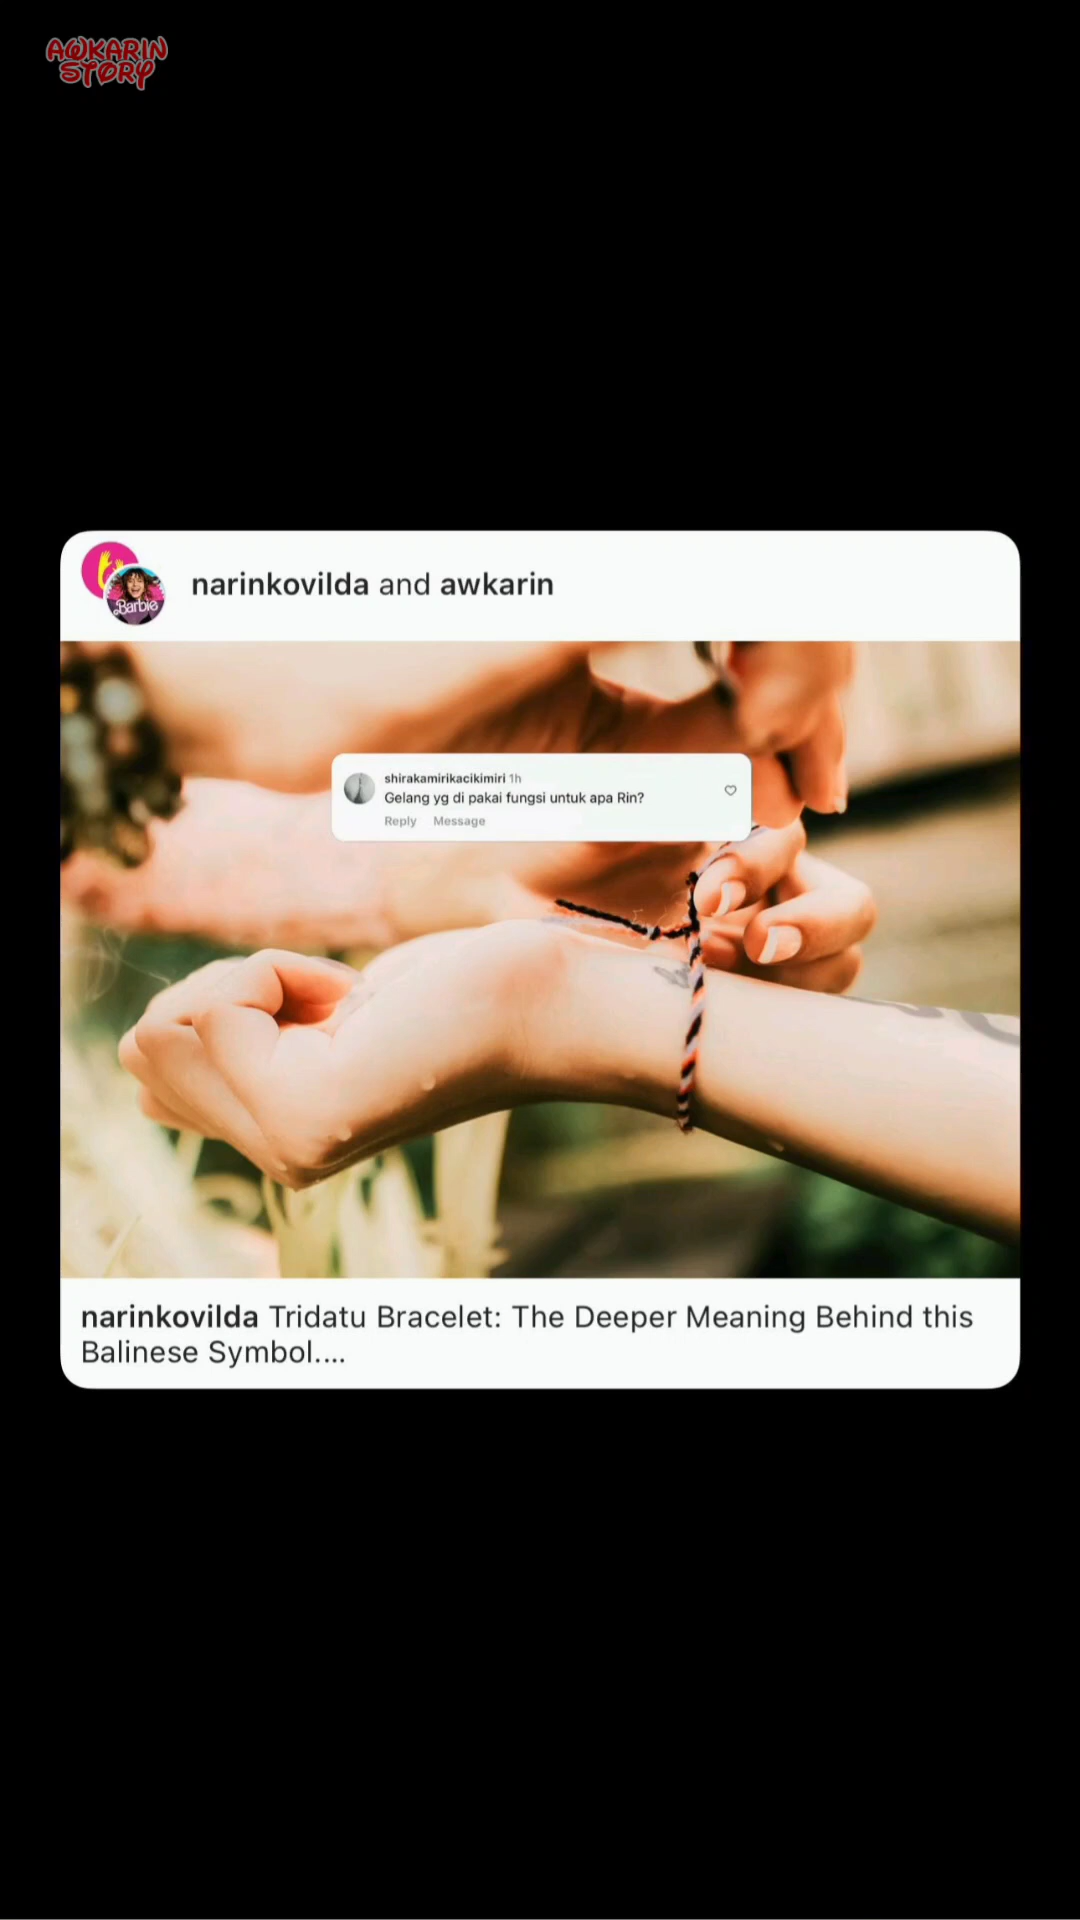 AWKARIN
STORY
narinkovilda and awkarin
Barbie
shirakamirikacikimiri 1h
Gelang yg di pakai fungsi untuk apa Rin?
Reply Message
narinkovilda Tridatu Bracelet: The Deeper Meaning Behind this
Balinese Symbol....